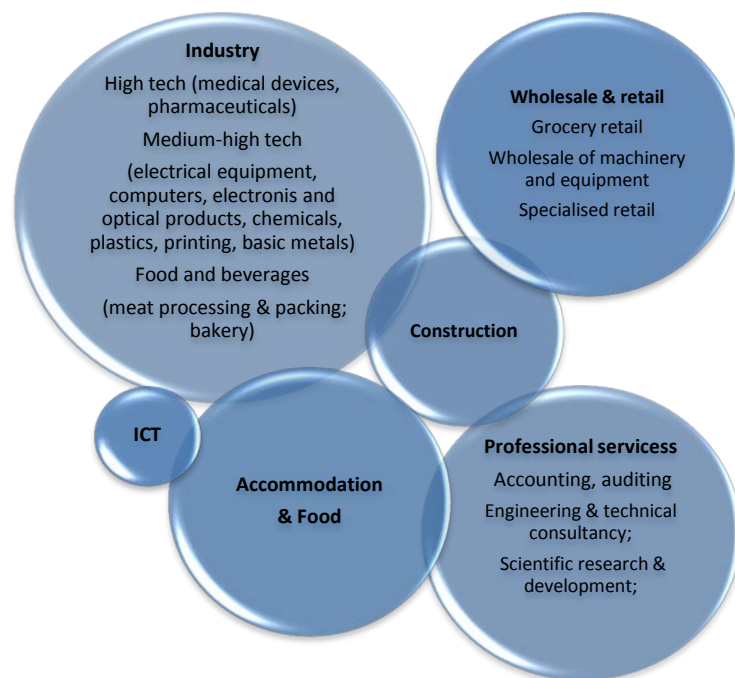 Industry
High tech (medical devices,
pharmaceuticals)
Medium-high tech
(electrical equipment,
computers, electronis and
optical products, chemicals,
plastics, printing, basic metals)
Food and beverages
(meat processing & packing;
bakery)
Wholesale & retail
Grocery retail
Wholesale of machinery
and equipment
Specialised retail
Construction
ICT
Accommodation
& Food
Professional servicess
Accounting, auditing
Engineering & technical
consultancy;
Scientific research &
development;